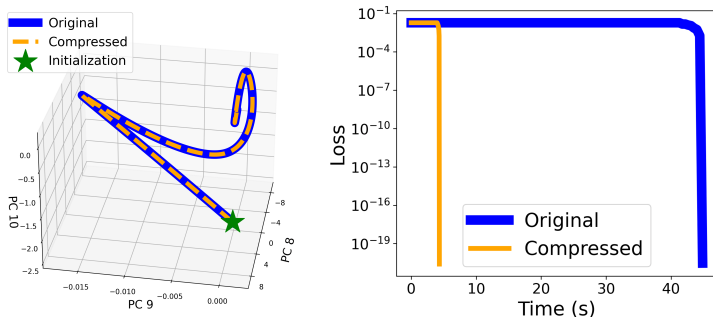 Original
Compressed
Initialization
0.0
−0.5
−1.0
−1.5
−2.0
−2.5
PC 10
−0.015
−0.010
−0.005
0.000
PC 9
−8
−4
0
4
8
PC 8
10⁻¹
10⁻⁴
10⁻⁷
10⁻¹⁰
10⁻¹³
10⁻¹⁶
10⁻¹⁹
Loss
Original
Compressed
0
10
20
30
40
Time (s)